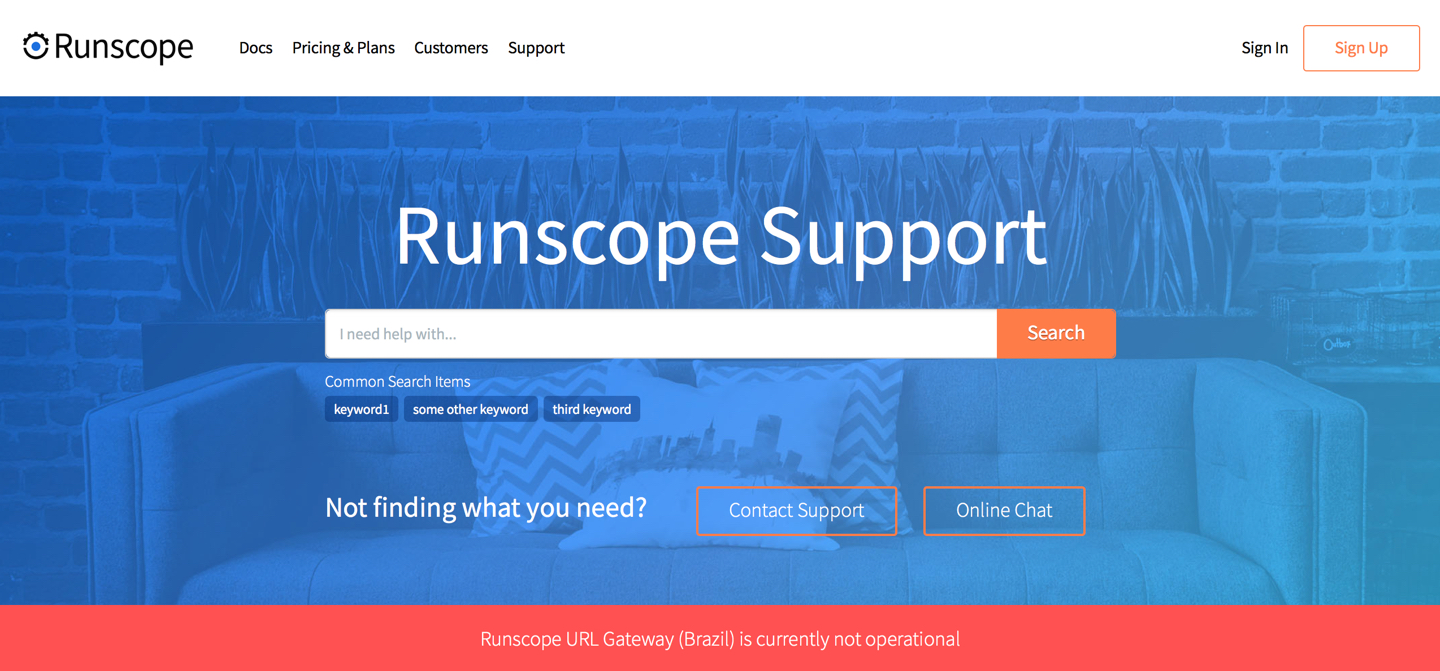 Runscope
Docs Pricing & Plans Customers Support
Sign In Sign Up
Runscope Support
I need help with...
Search
Common Search Items
keyword1 some other keyword third keyword
Not finding what you need? Contact Support Online Chat
Runscope URL Gateway (Brazil) is currently not operational